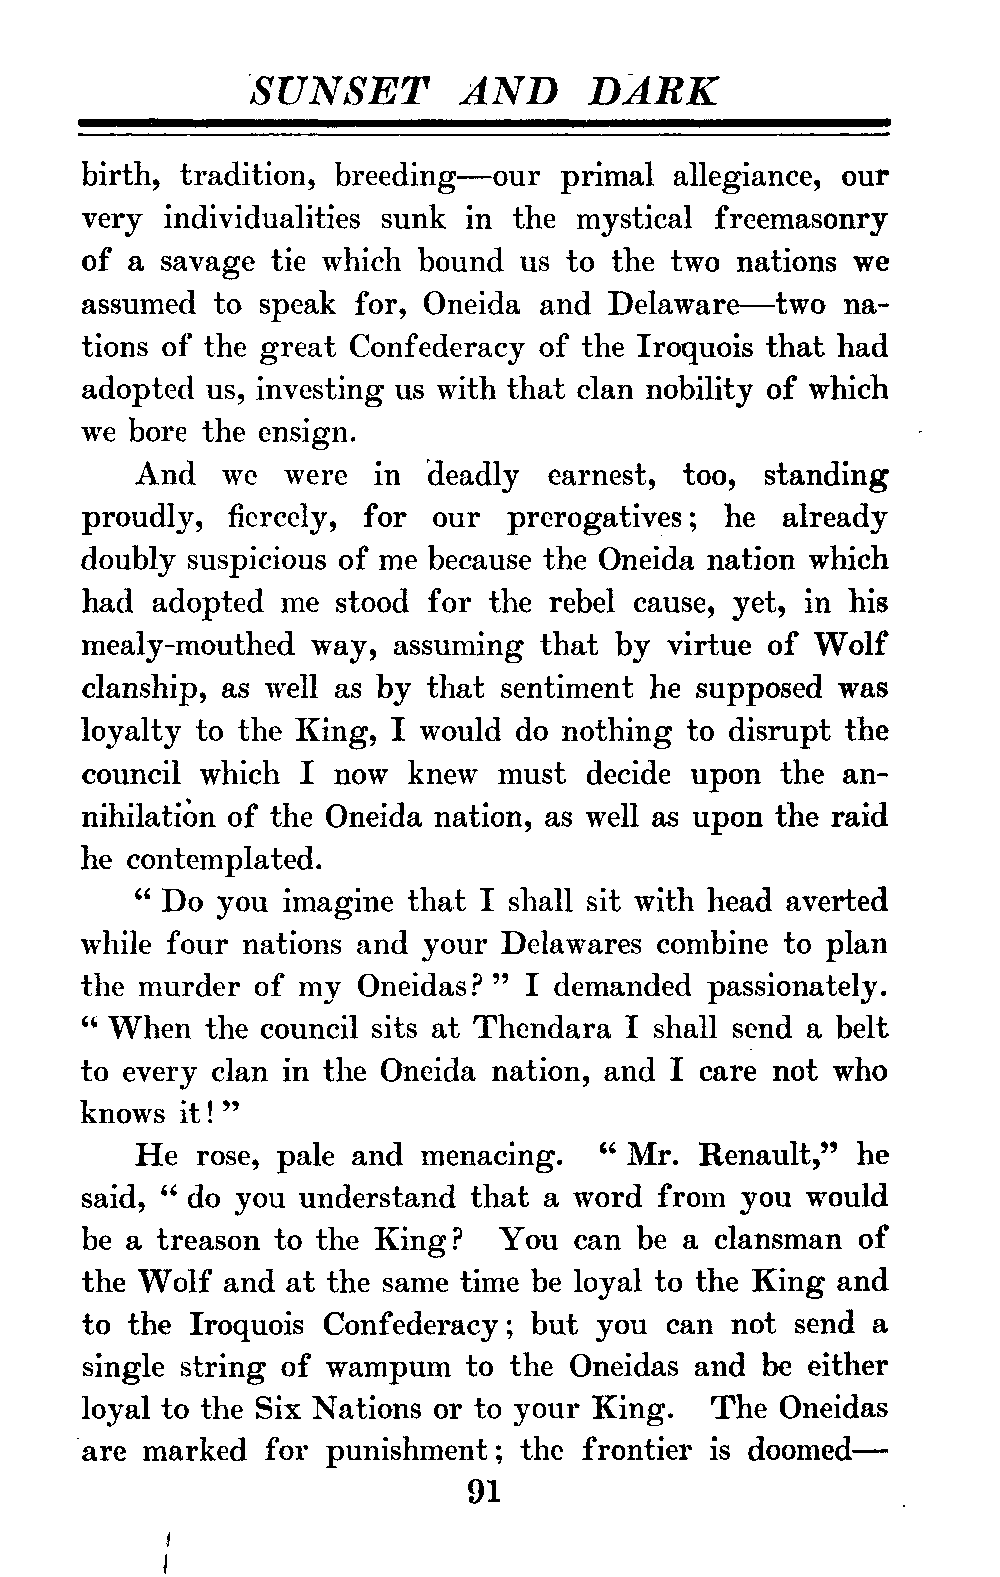 SUNSET AND DARK
birth, tradition, breeding—our primal allegiance, our
very individualities sunk in the mystical freemasonry
of a savage tie which bound us to the two nations we
assumed to speak for, Oneida and Delaware—two na-
tions of the great Confederacy of the Iroquois that had
adopted us, investing us with that clan nobility of which
we bore the ensign.
And we were in deadly earnest, too, standing
proudly, fiercely, for our prerogatives; he already
doubly suspicious of me because the Oneida nation which
had adopted me stood for the rebel cause, yet, in his
mealy-mouthed way, assuming that by virtue of Wolf
clanship, as well as by that sentiment he supposed was
loyalty to the King, I would do nothing to disrupt the
council which I now knew must decide upon the an-
nihilation of the Oneida nation, as well as upon the raid
he contemplated.
“ Do you imagine that I shall sit with head averted
while four nations and your Delawares combine to plan
the murder of my Oneidas? ” I demanded passionately.
“ When the council sits at Thendara I shall send a belt
to every clan in the Oneida nation, and I care not who
knows it! ”
He rose, pale and menacing. “ Mr. Renault,” he
said, “ do you understand that a word from you would
be a treason to the King? You can be a clansman of
the Wolf and at the same time be loyal to the King and
to the Iroquois Confederacy; but you can not send a
single string of wampum to the Oneidas and be either
loyal to the Six Nations or to your King. The Oneidas
are marked for punishment; the frontier is doomed—
91